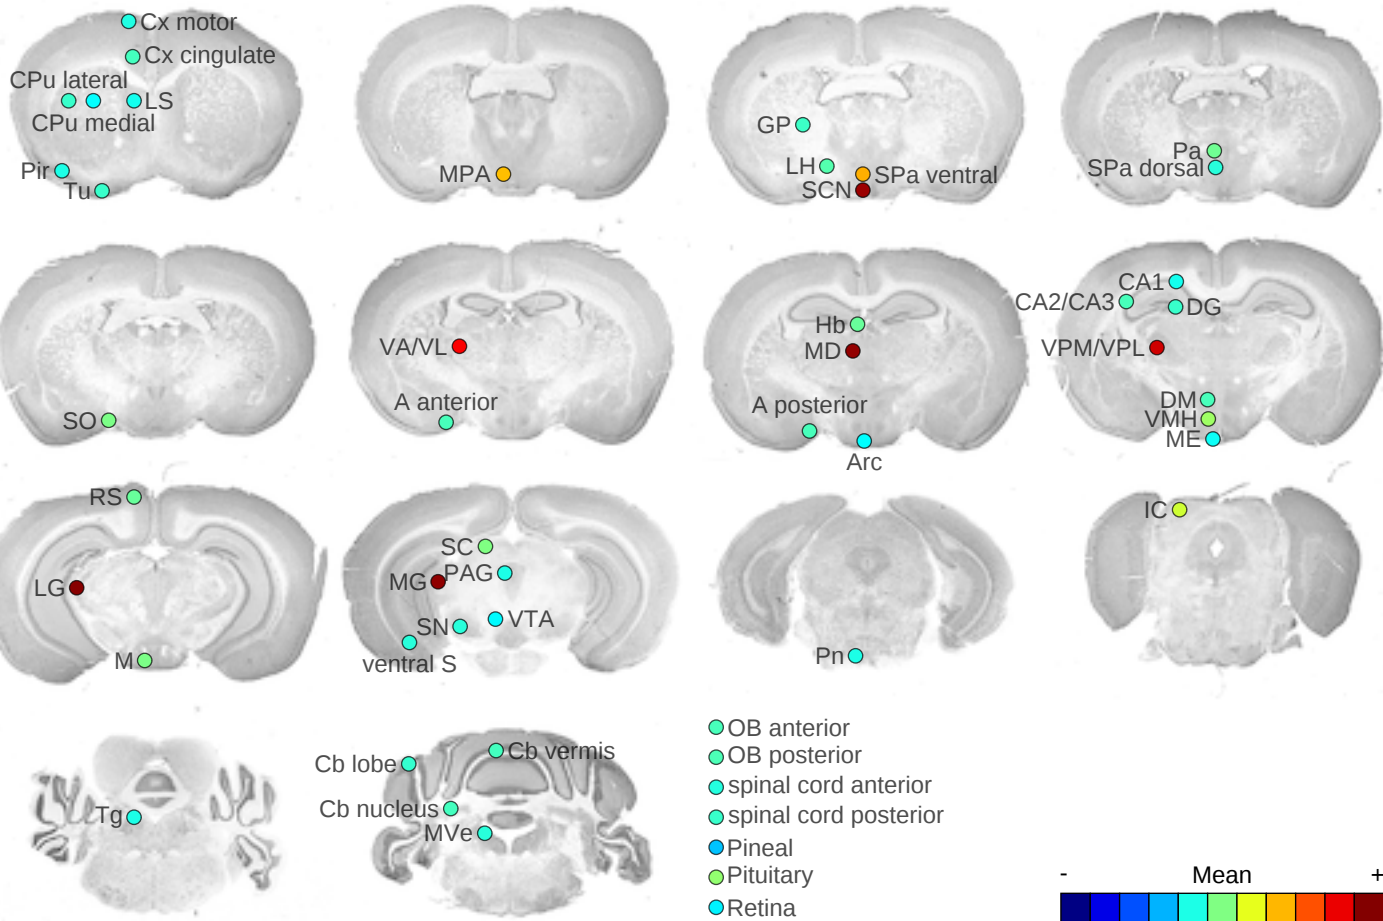 Cx motor
Cx cingulate
CPu lateral
LS
CPu medial
Pir
Tu
MPA
GP
LH
SPa ventral
SCN
Pa
SPa dorsal
SO
VA/VL
A anterior
Hb
MD
A posterior
Arc
CA1
CA2/CA3
DG
VPM/VPL
DM
VMH
ME
RS
LG
M
SC
MG
PAG
SN
VTA
ventral S
Pn
IC
Tg
Cb lobe
Cb vermis
Cb nucleus
MVe
OB anterior
OB posterior
spinal cord anterior
spinal cord posterior
Pineal
Pituitary
Retina
- Mean +